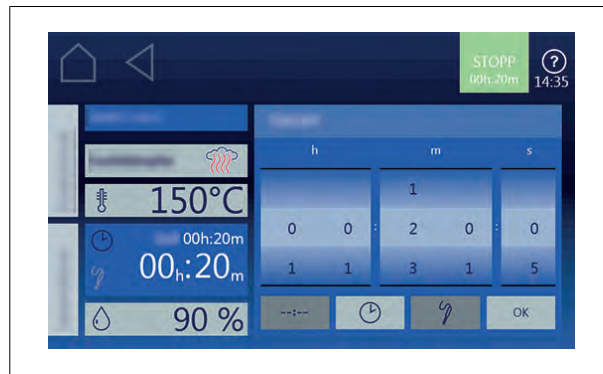 STOPP
00h:20m
14:35
h m s
150°C
1
00h:20m
0 0 : 2 0 : 0
00h:20m
1 1 3 1 5
90 % --:-- OK